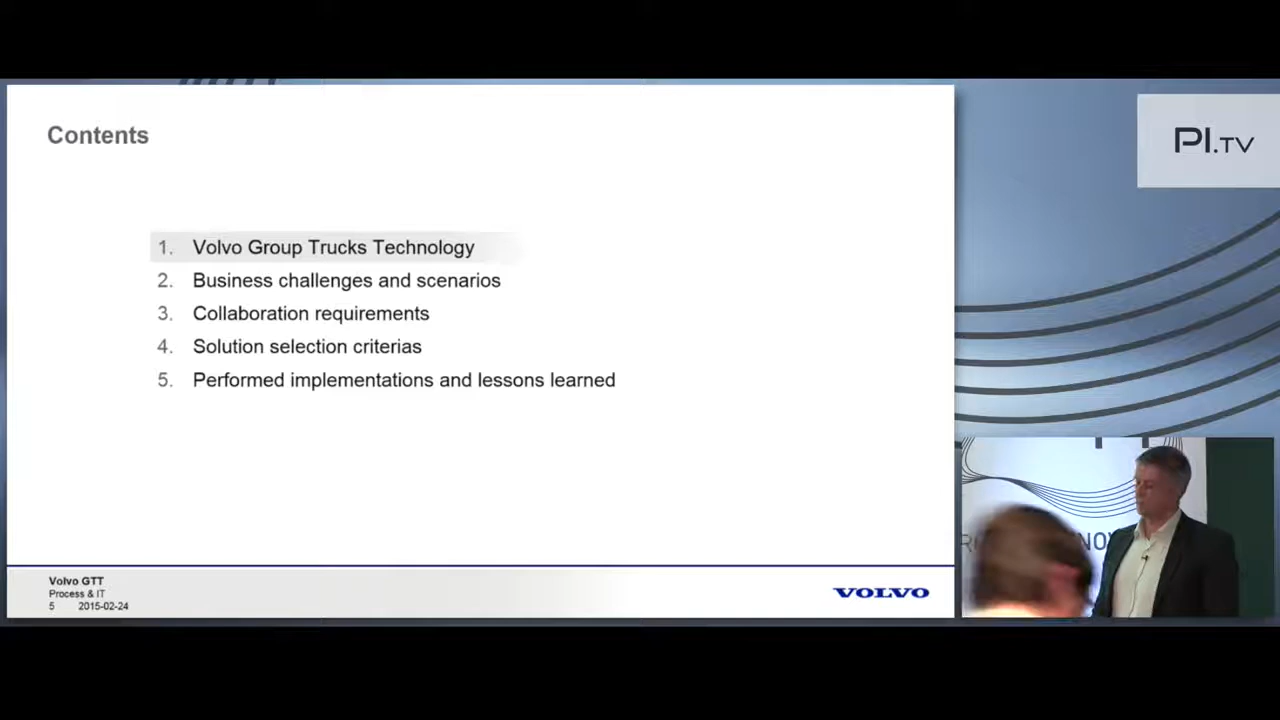 Contents
1. Volvo Group Trucks Technology
2. Business challenges and scenarios
3. Collaboration requirements
4. Solution selection criterias
5. Performed implementations and lessons learned
Volvo GTT
Process & IT
5 2015-02-24
VOLVO
PI.TV